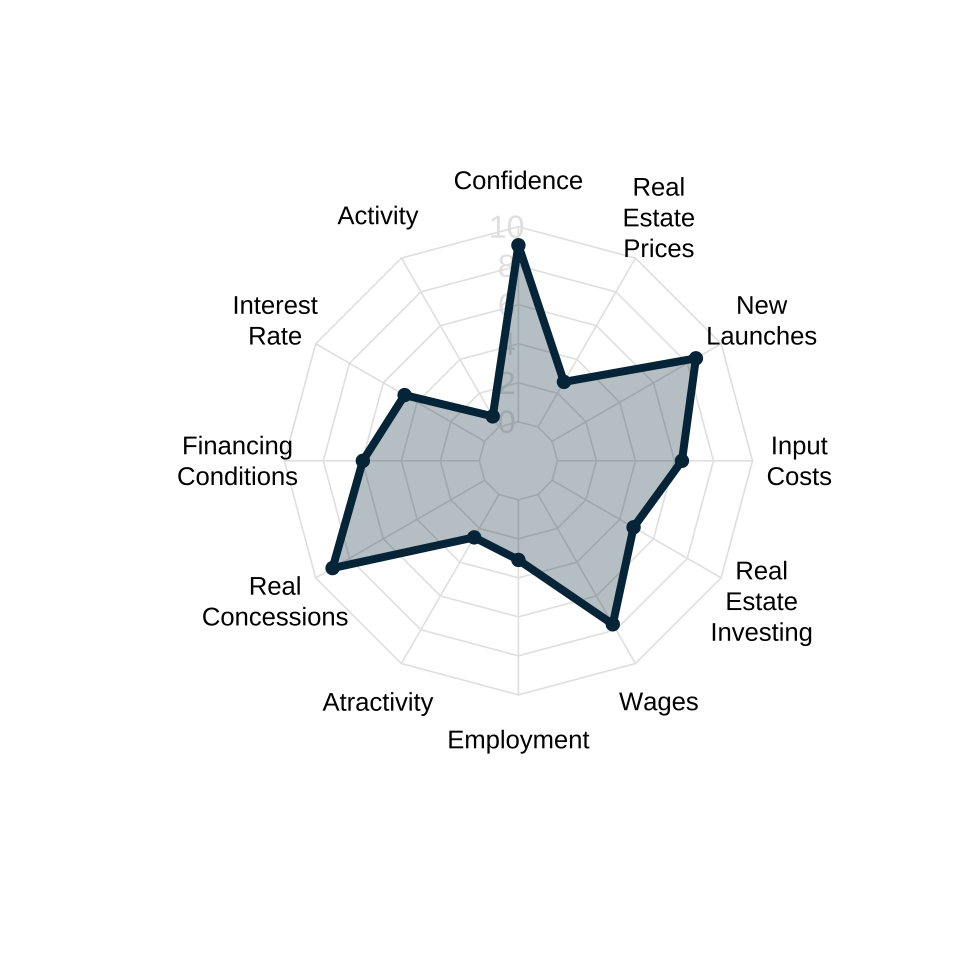 Confidence
Real
Estate
Prices
New
Launches
Input
Costs
Real
Estate
Investing
Wages
Employment
Atractivity
Real
Concessions
Financing
Conditions
Interest
Rate
Activity
10
8
6
4
2
0